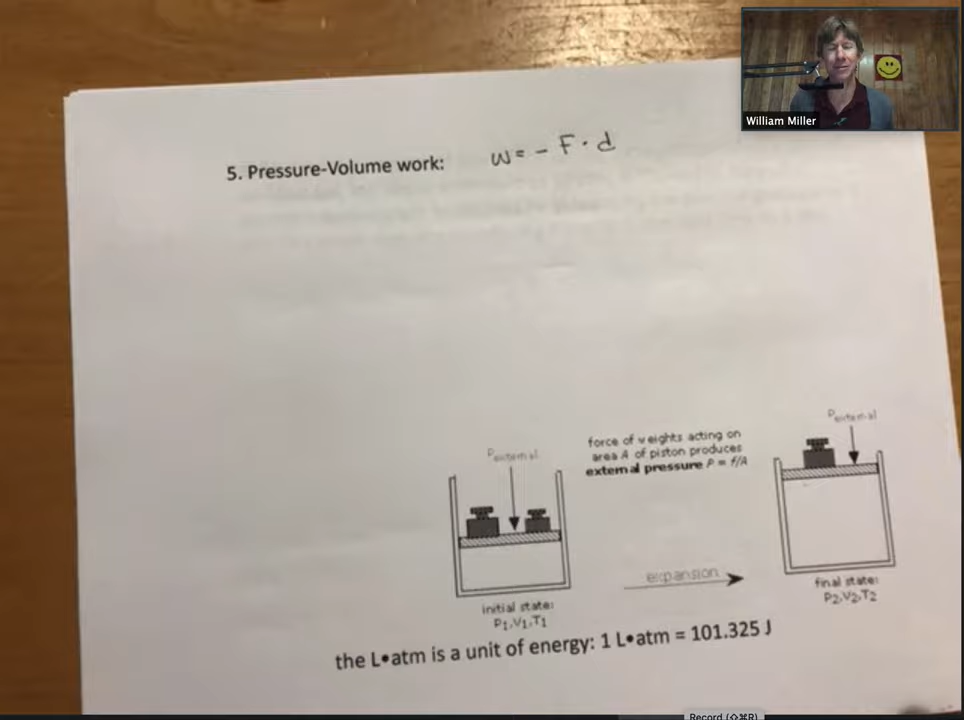 William Miller
5. Pressure-Volume work: w = - F · d
Pexternal
Pexternal
force of weights acting on
area A of piston produces
external pressure P = f/A
expansion
initial state:
P1,V1,T1
final state:
P2,V2,T2
the L•atm is a unit of energy: 1 L•atm = 101.325 J
Record (⇧⌘R)